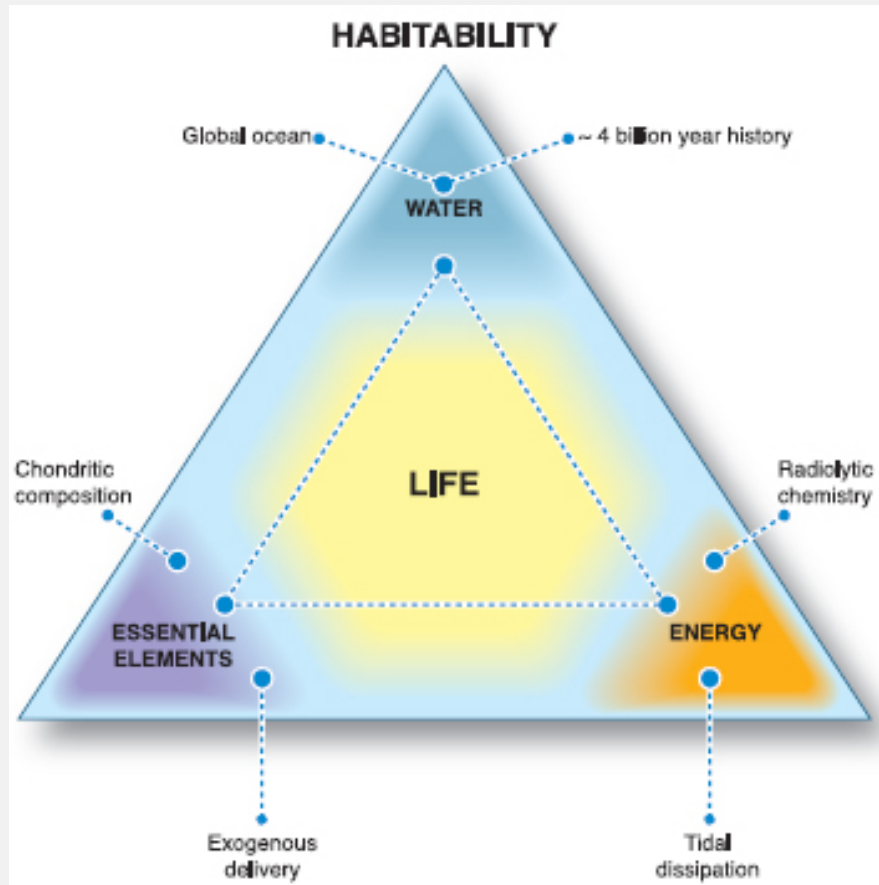 HABITABILITY
Global ocean
~ 4 billion year history
WATER
Chondritic
composition
LIFE
Radiolytic
chemistry
ESSENTIAL
ELEMENTS
ENERGY
Exogenous
delivery
Tidal
dissipation